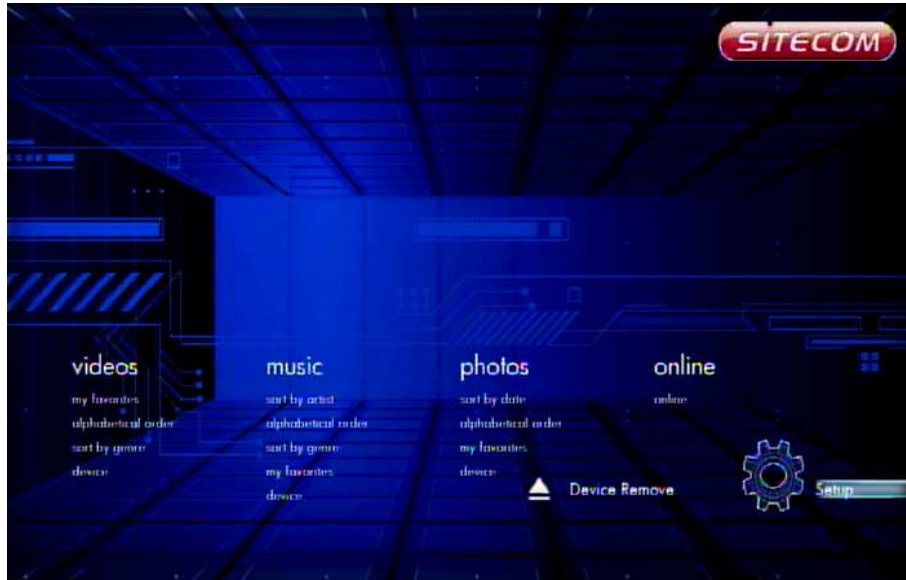 SITECOM
videos
my favorites
alphabetical order
sort by genre
device
music
sort by artist
alphabetical order
sort by genre
my favorites
device
photos
sort by date
alphabetical order
my favorites
device
online
online
Device Remove
Setup